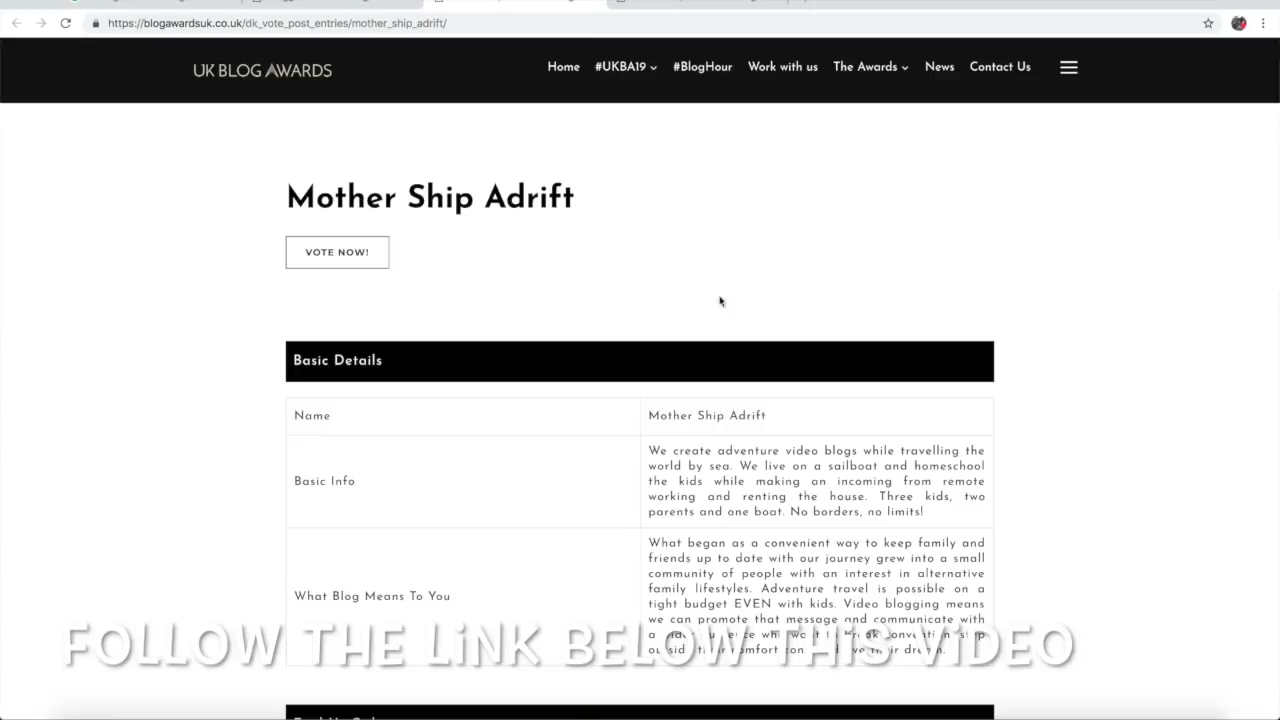 https://blogawardsuk.co.uk/dk_vote_post_entries/mother_ship_adrift/
UK BLOG AWARDS
Home #UKBA19 #BlogHour Work with us The Awards News Contact Us
Mother Ship Adrift
VOTE NOW!
Basic Details
Name Mother Ship Adrift
Basic Info
We create adventure video blogs while travelling the
world by sea. We live on a sailboat and homeschool
the kids while making an incoming from remote
working and renting the house. Three kids, two
parents and one boat. No borders, no limits!
What Blog Means To You
What began as a convenient way to keep family and
friends up to date with our journey grew into a small
community of people with an interest in alternative
family lifestyles. Adventure travel is possible on a
tight budget EVEN with kids. Video blogging means
we can promote that message and communicate with
a
their dream.
FOLLOW THE LiNK BELOW THIS VIDEO